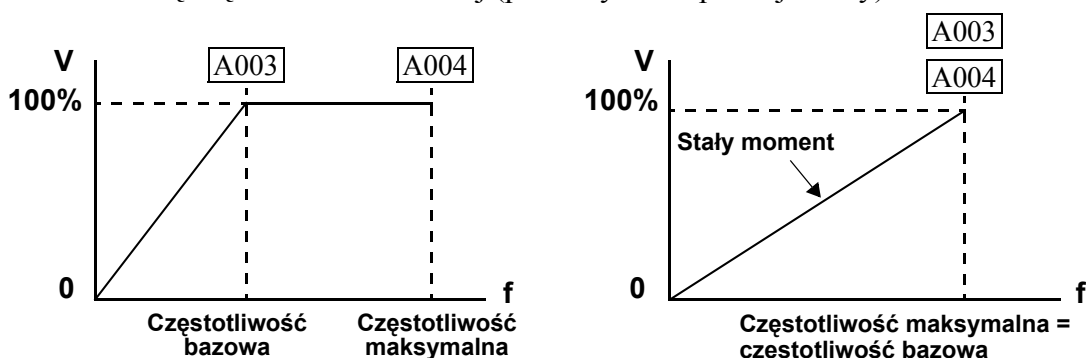 V
A003
A004
100%
0
f
Częstotliwość
bazowa
Częstotliwość
maksymalna
A003
A004
V
100%
Stały moment
0
f
Częstotliwość maksymalna =
częstotliwość bazowa